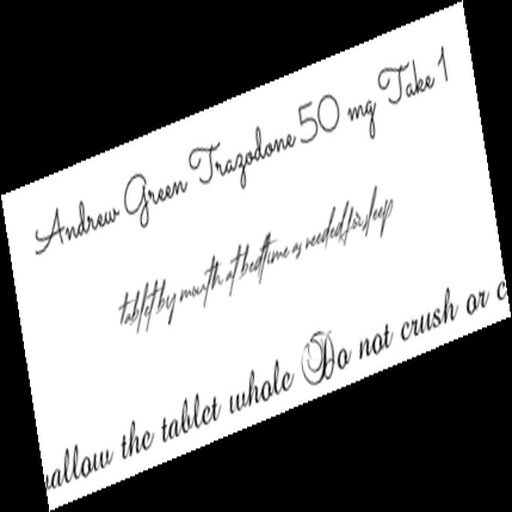 Andrew Green Trazodone 50 mg Take 1
tablet by mouth at bedtime as needed for sleep
the tablet whole Do not crush or